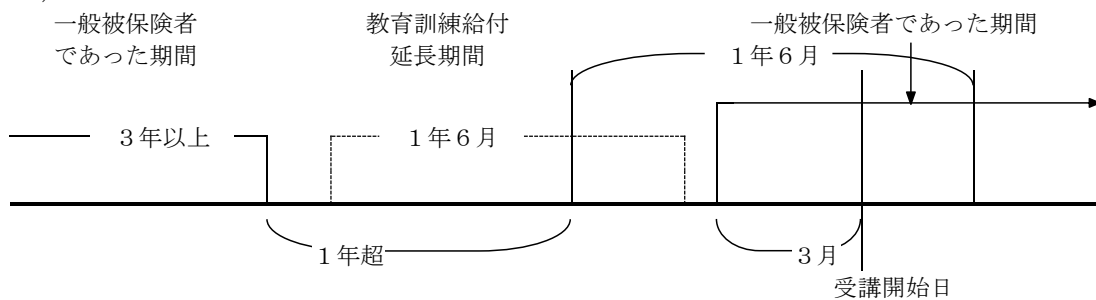 一般被保険者
であった期間
教育訓練給付
延長期間
一般被保険者であった期間
1年6月
3年以上
1年6月
1年超
3月
受講開始日